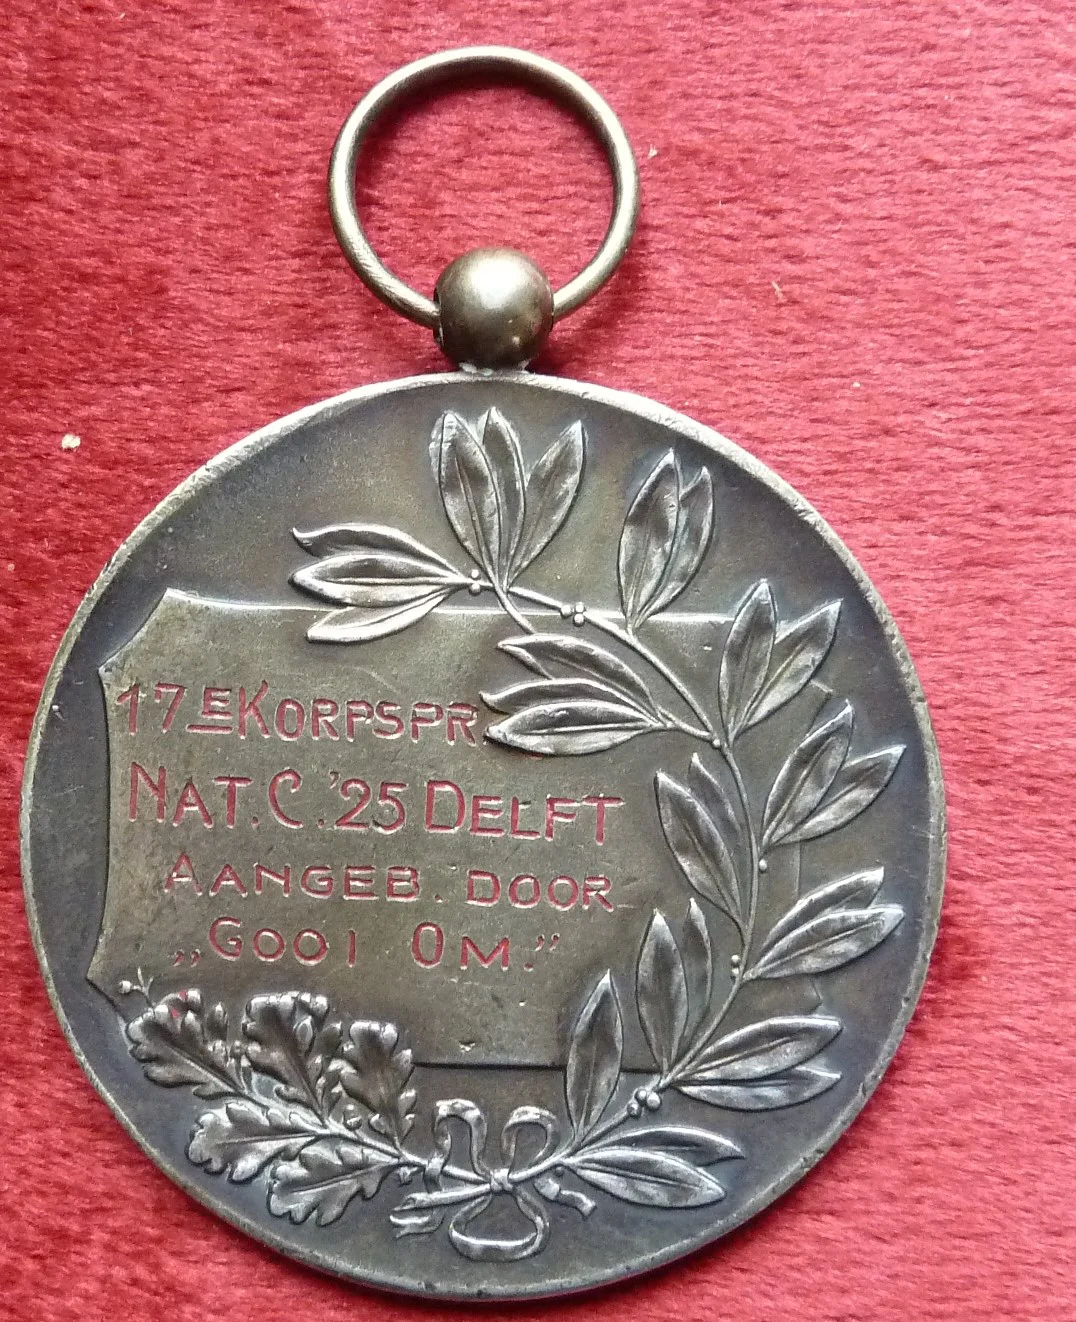 17E KORPSPR.
NAT. C. '25 DELFT
AANGEB. DOOR
„GOOI OM.”